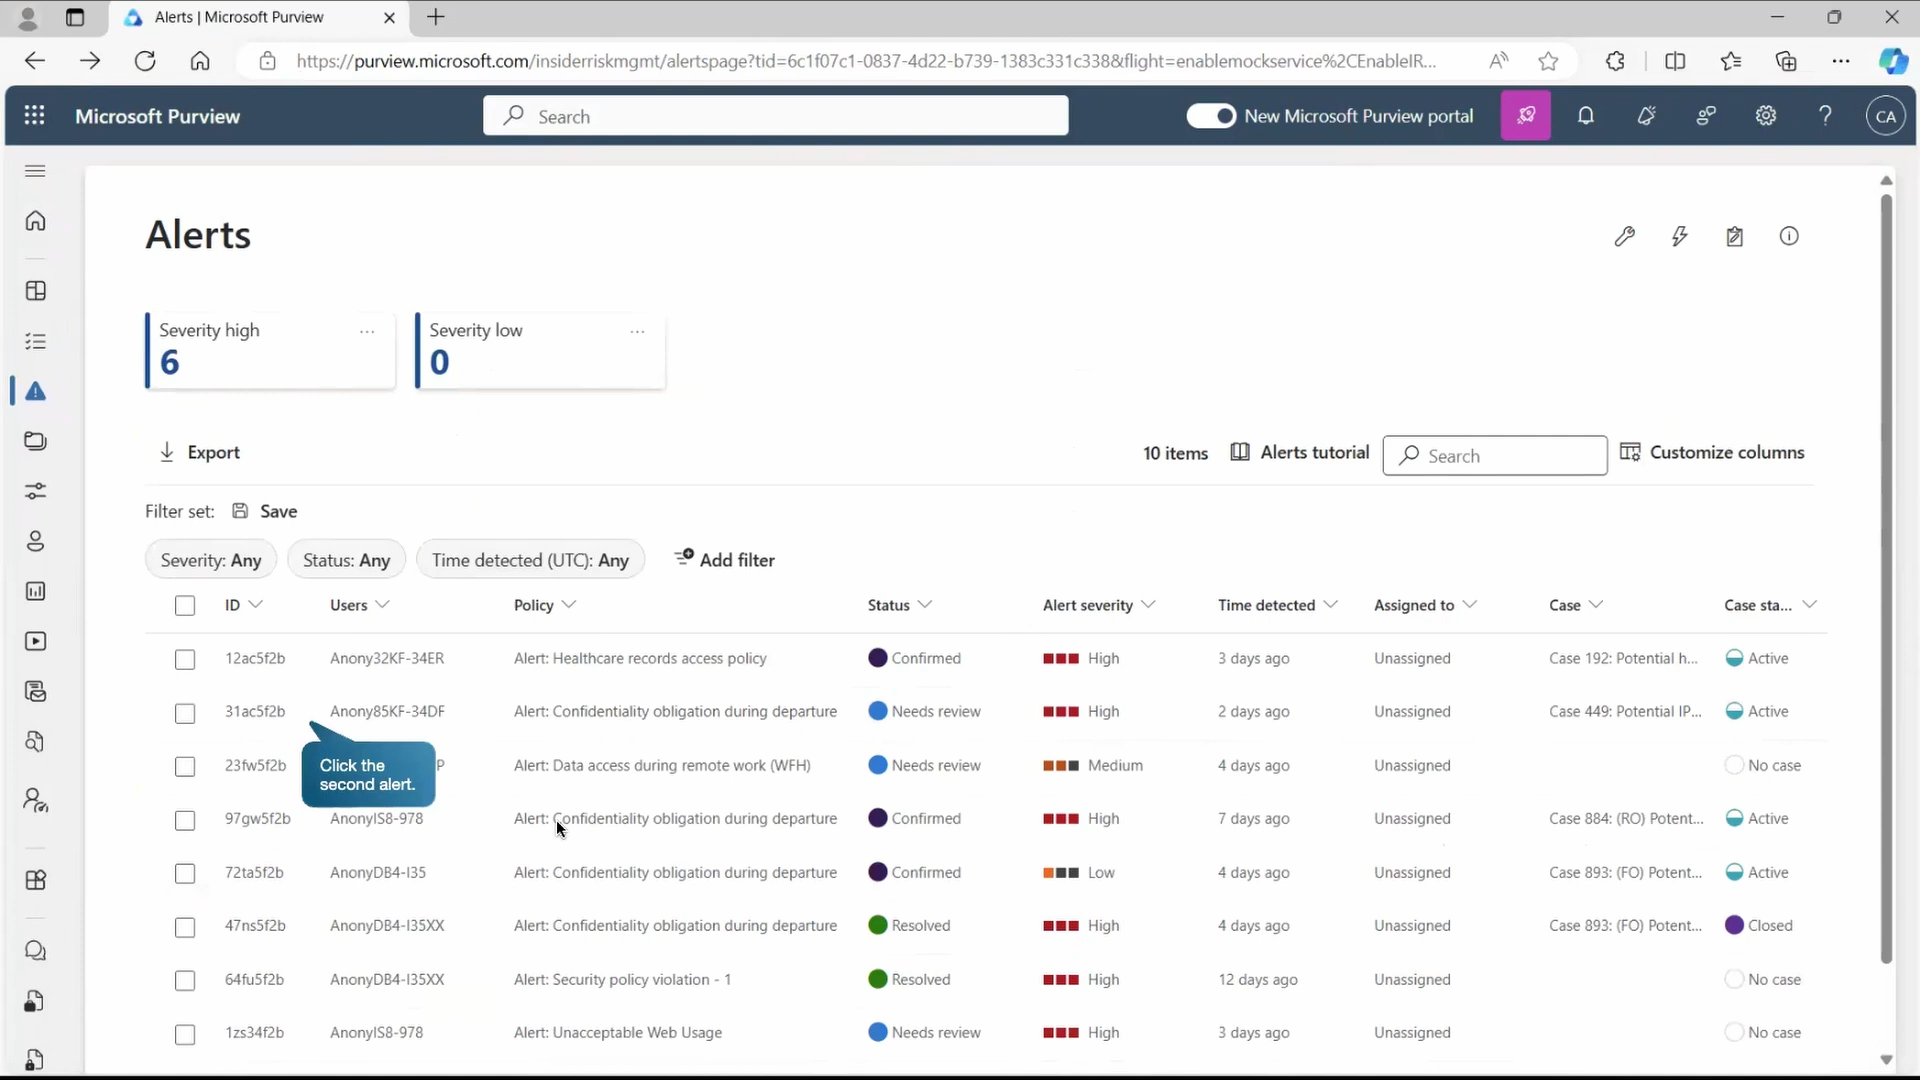 Alerts | Microsoft Purview
https://purview.microsoft.com/insiderriskmgmt/alertspage?tid=6c1f07c1-0837-4d22-b739-1383c331c338&flight=enablemockservice%2CEnableIR...
Microsoft Purview
Search
New Microsoft Purview portal
CA
Alerts
Severity high
6
Severity low
0
Export
10 items
Alerts tutorial
Search
Customize columns
Filter set: Save
Severity: Any
Status: Any
Time detected (UTC): Any
Add filter
ID Users Policy Status Alert severity Time detected Assigned to Case Case sta...
12ac5f2b Anony32KF-34ER Alert: Healthcare records access policy Confirmed High 3 days ago Unassigned Case 192: Potential h... Active
31ac5f2b Anony85KF-34DF Alert: Confidentiality obligation during departure Needs review High 2 days ago Unassigned Case 449: Potential IP... Active
23fw5f2b P Alert: Data access during remote work (WFH) Needs review Medium 4 days ago Unassigned No case
Click the
second alert.
97gw5f2b AnonyIS8-978 Alert: Confidentiality obligation during departure Confirmed High 7 days ago Unassigned Case 884: (RO) Potent... Active
72ta5f2b AnonyDB4-I35 Alert: Confidentiality obligation during departure Confirmed Low 4 days ago Unassigned Case 893: (FO) Potent... Active
47ns5f2b AnonyDB4-I35XX Alert: Confidentiality obligation during departure Resolved High 4 days ago Unassigned Case 893: (FO) Potent... Closed
64fu5f2b AnonyDB4-I35XX Alert: Security policy violation - 1 Resolved High 12 days ago Unassigned No case
1zs34f2b AnonyIS8-978 Alert: Unacceptable Web Usage Needs review High 3 days ago Unassigned No case